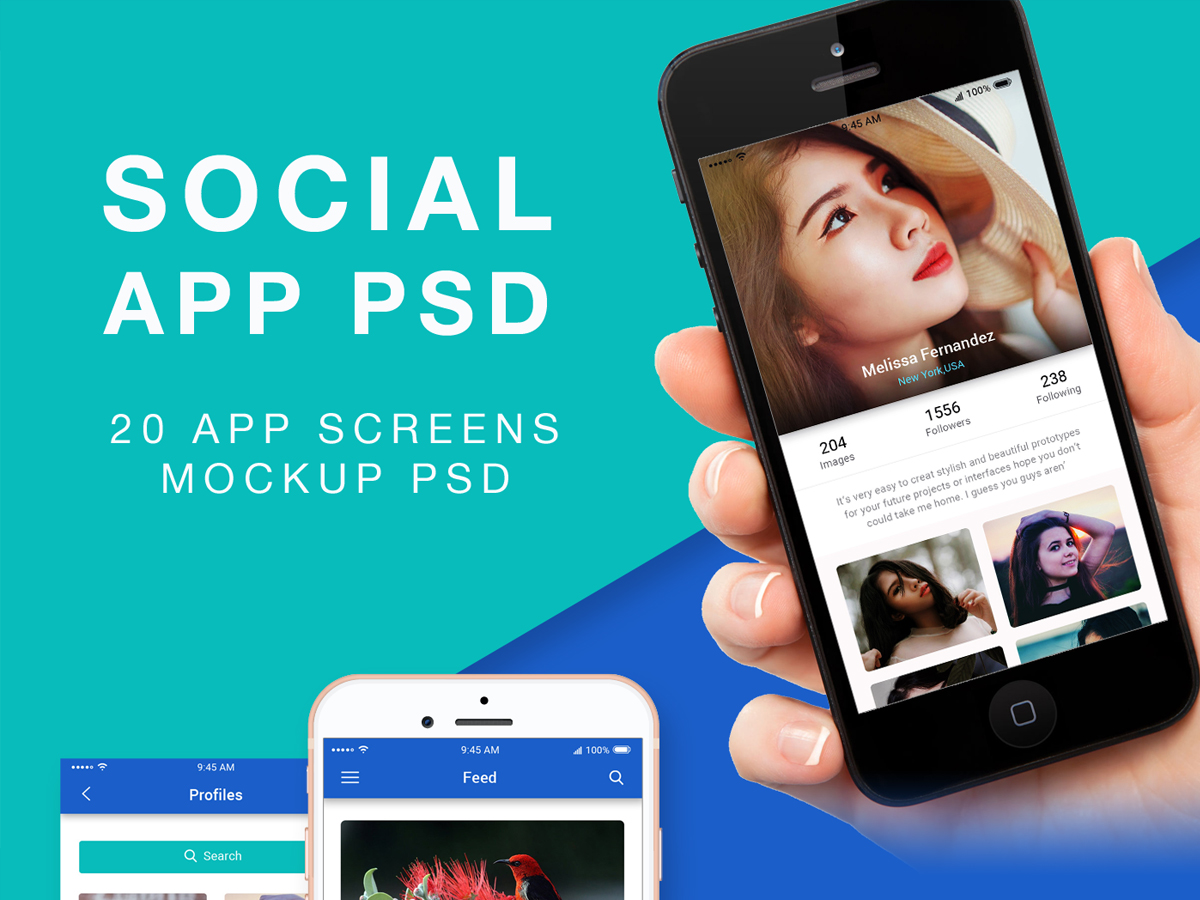 SOCIAL
APP PSD
20 APP SCREENS
MOCKUP PSD
100%
9:45 AM
Melissa Fernandez
New York,USA
204
Images
1556
Followers
238
Following
It's very easy to creat stylish and beautiful prototypes
for your future projects or interfaces hope you don't
could take me home. I guess you guys aren'
9:45 AM
Profiles
Search
9:45 AM
100%
Feed